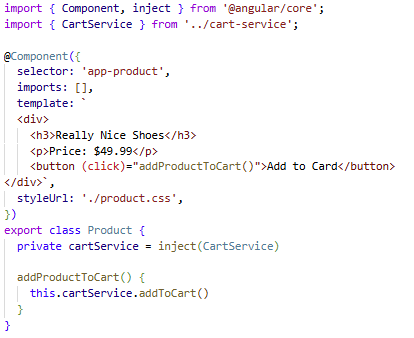 import { Component, inject } from '@angular/core';
import { CartService } from '../cart-service';

@Component({
  selector: 'app-product',
  imports: [],
  template: `
  <div>
    <h3>Really Nice Shoes</h3>
    <p>Price: $49.99</p>
    <button (click)="addProductToCart()">Add to Card</button>
</div>`,
  styleUrl: './product.css',
})
export class Product {
  private cartService = inject(CartService)

  addProductToCart() {
    this.cartService.addToCart()
  }
}